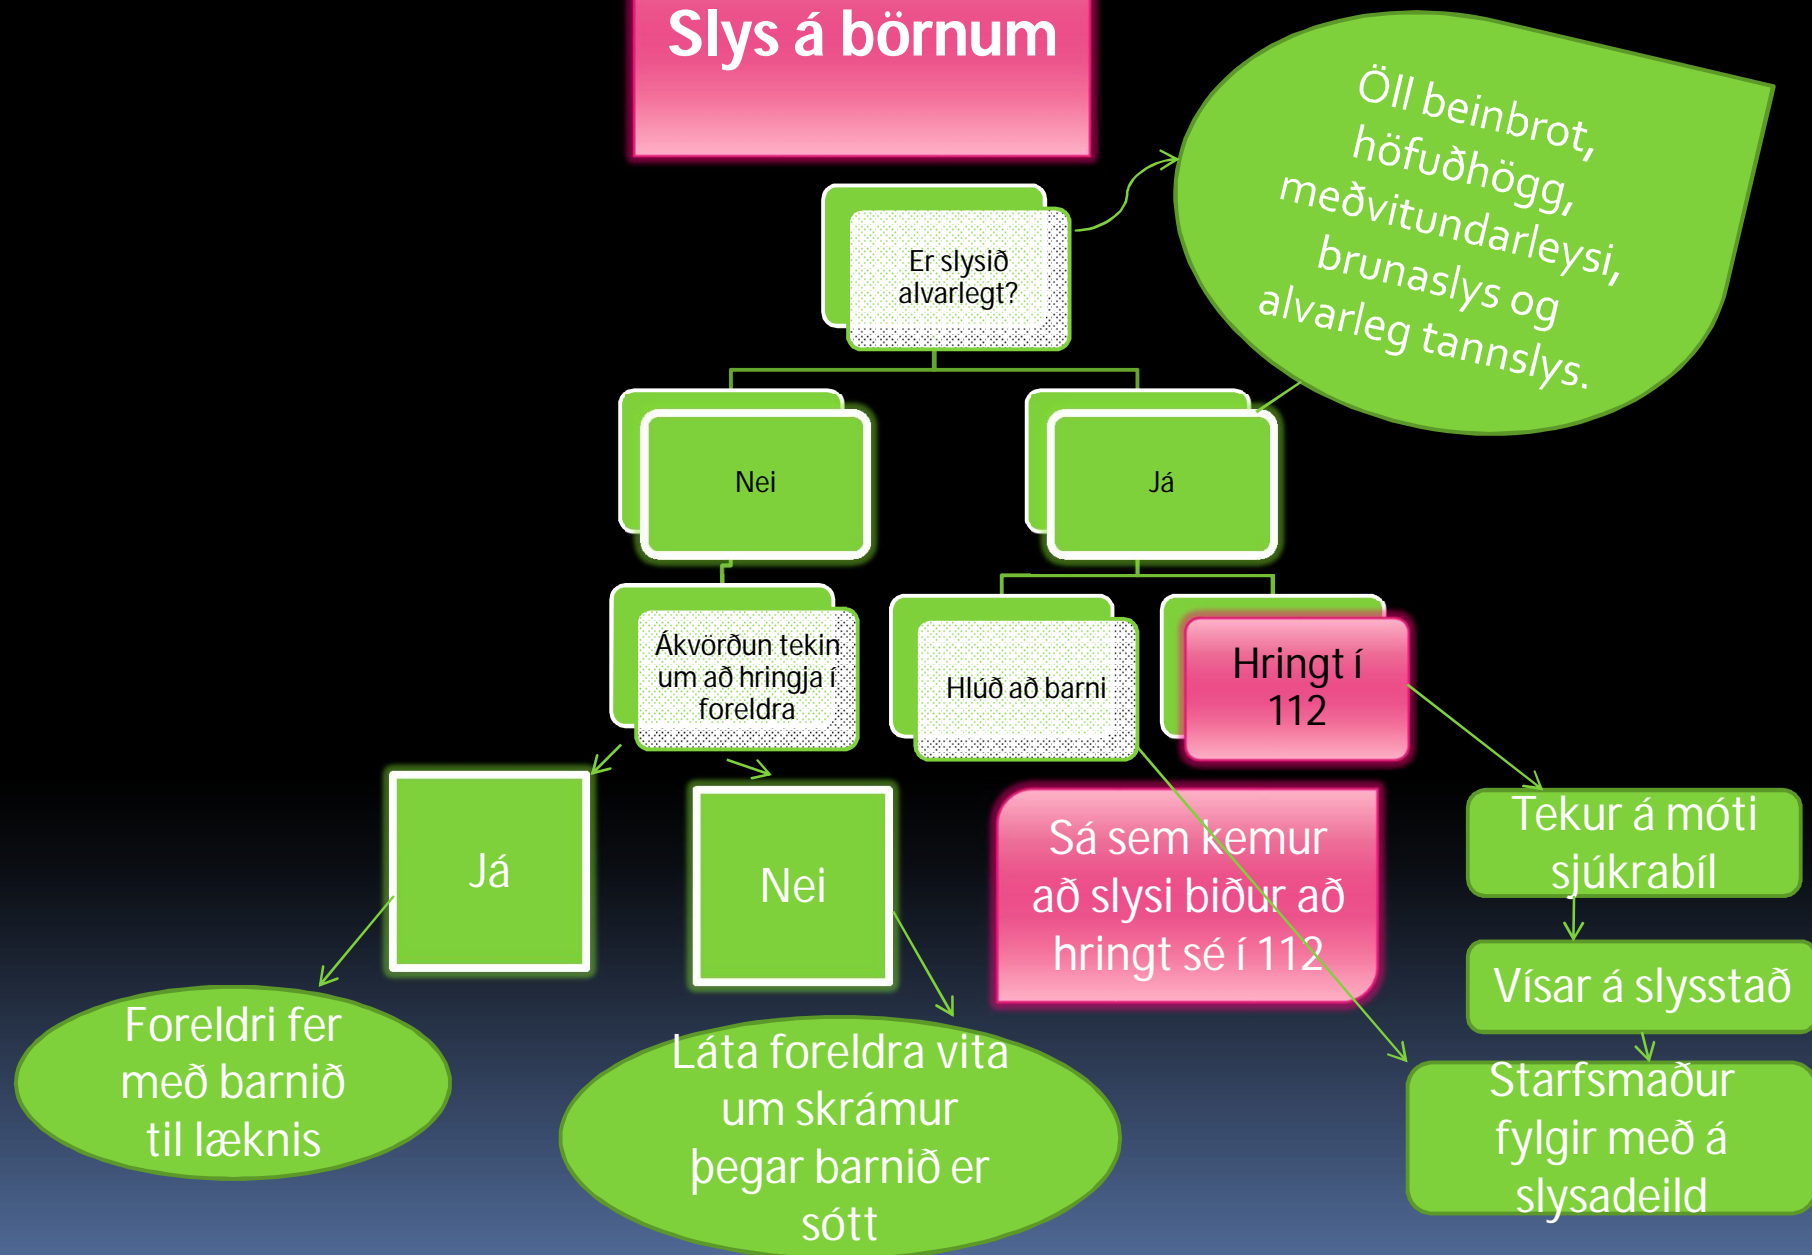 Slys á börnum
Öll beinbrot,
höfuðhögg,
meðvitundarleysi,
brunaslys og
alvarleg tannslys.
Er slysið
alvarlegt?
Nei
Já
Ákvörðun tekin
um að hringja í
foreldra
Hlúð að barni
Hringt í
112
Já
Nei
Sá sem kemur
að slysi biður að
hringt sé í 112
Tekur á móti
sjúkrabíl
Vísar á slysstað
Starfsmaður
fylgir með á
slysadeild
Foreldri fer
með barnið
til læknis
Láta foreldra vita
um skrámur
þegar barnið er
sótt